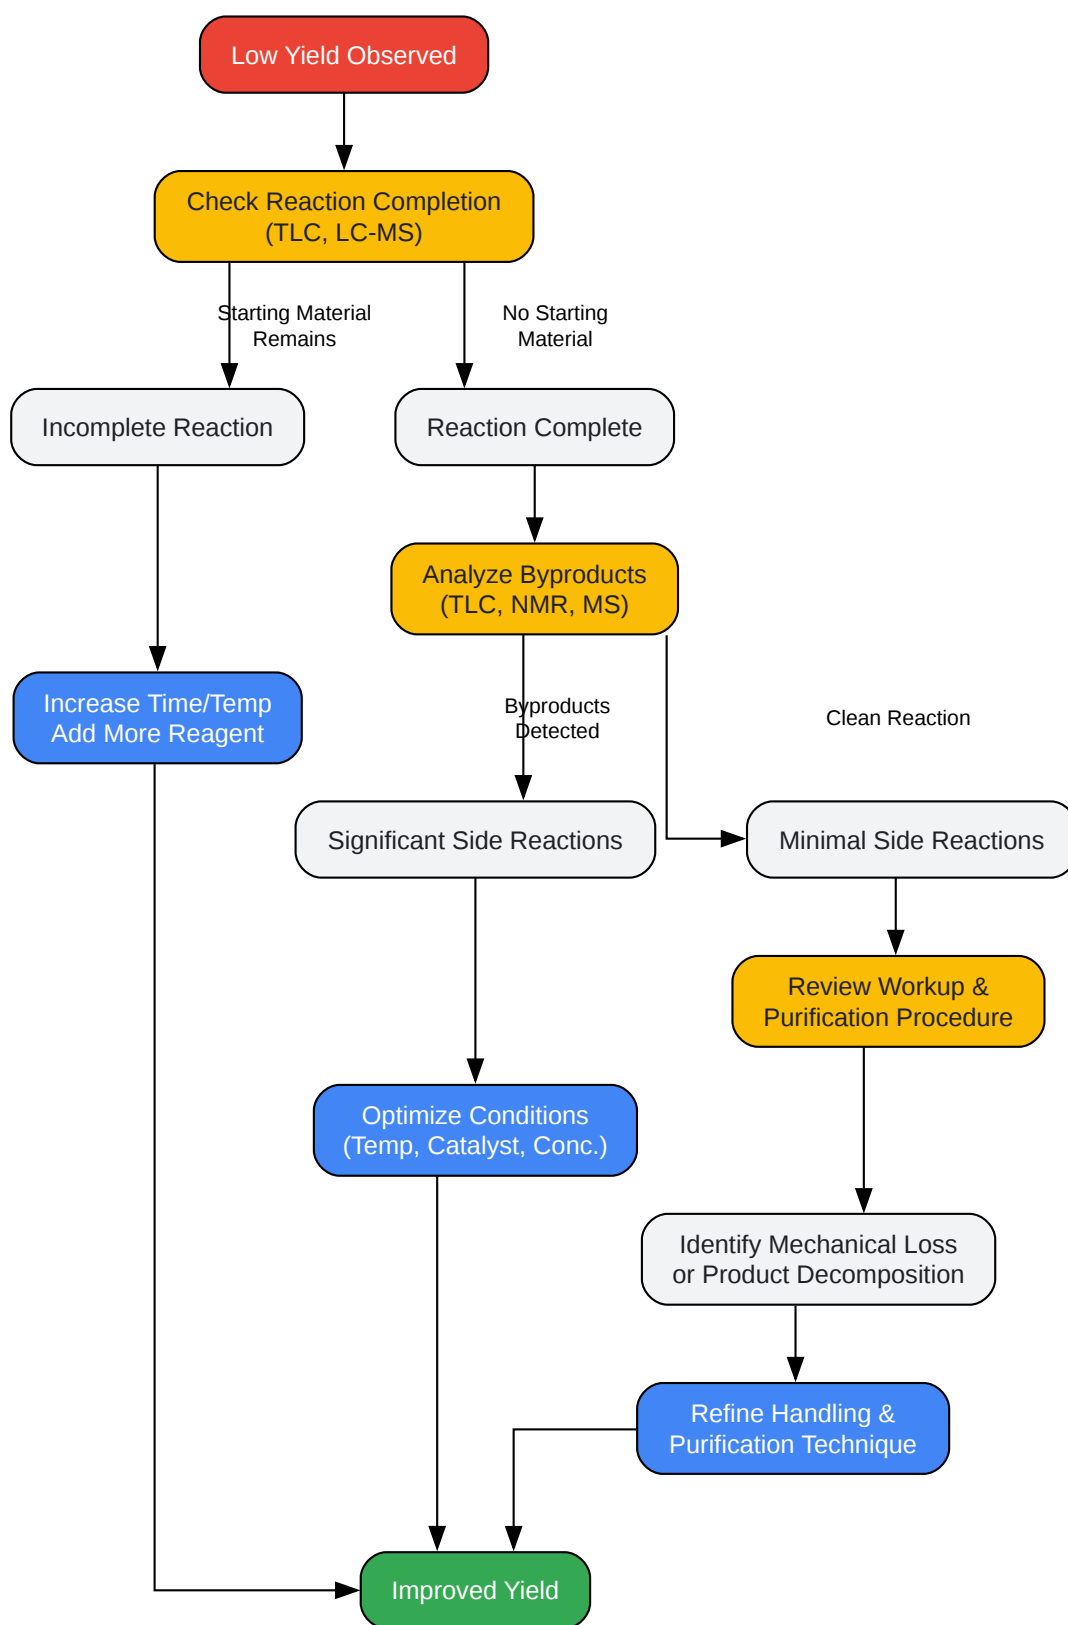 Low Yield Observed
Check Reaction Completion
(TLC, LC-MS)
Starting Material
Remains
No Starting
Material
Incomplete Reaction
Reaction Complete
Analyze Byproducts
(TLC, NMR, MS)
Increase Time/Temp
Add More Reagent
Byproducts
Detected
Clean Reaction
Significant Side Reactions
Minimal Side Reactions
Review Workup &
Purification Procedure
Optimize Conditions
(Temp, Catalyst, Conc.)
Identify Mechanical Loss
or Product Decomposition
Refine Handling &
Purification Technique
Improved Yield